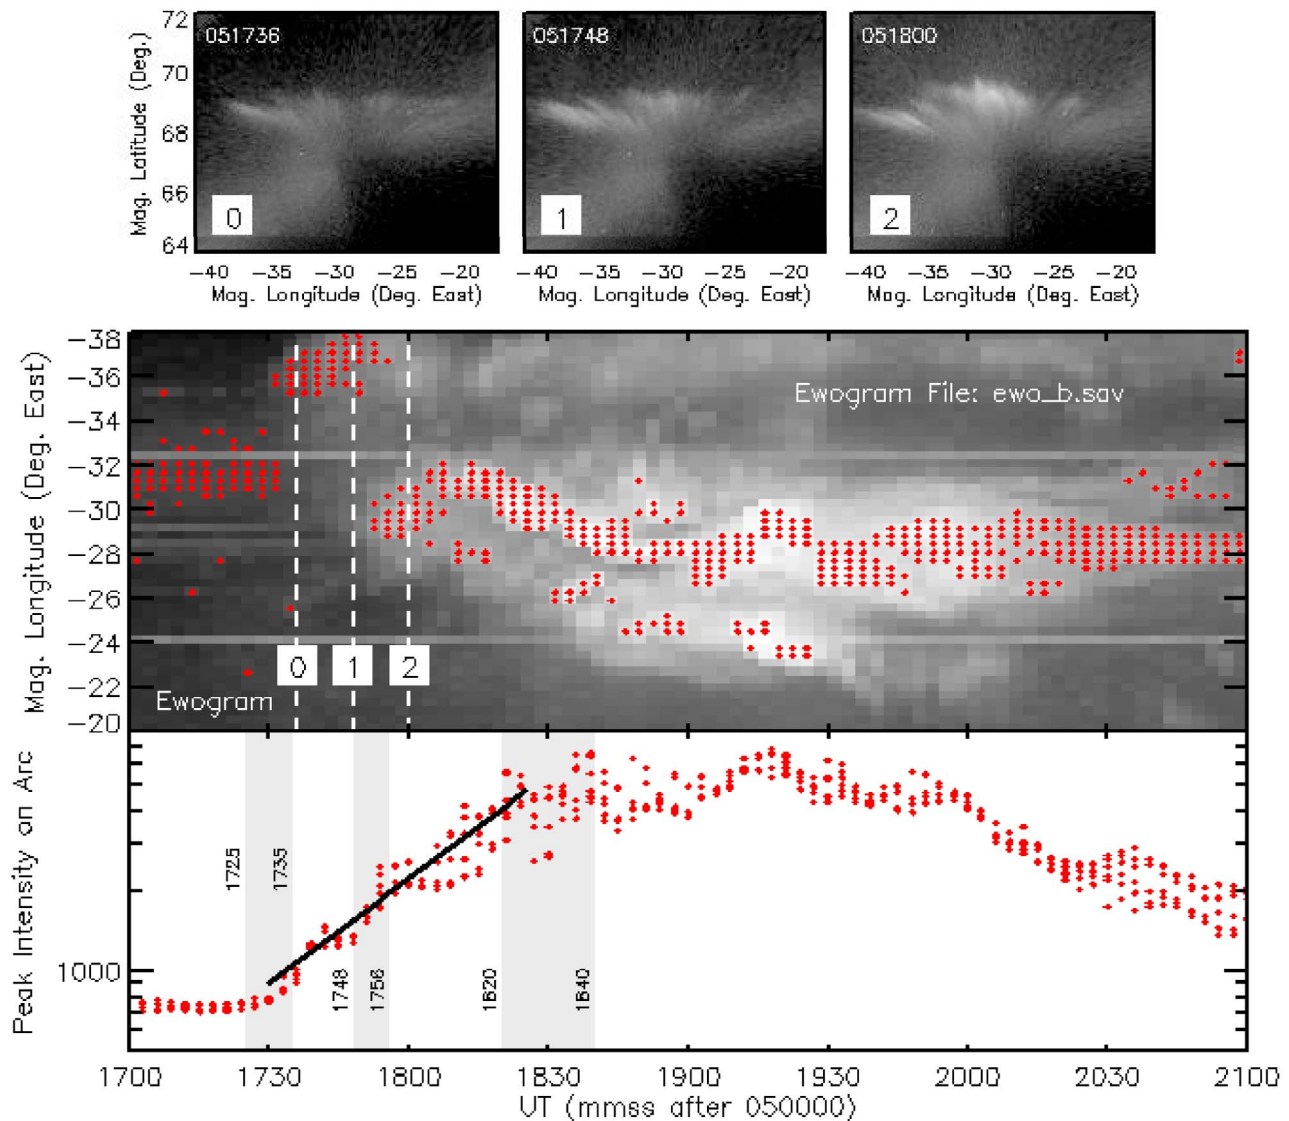 72
70
68
66
64
Mag. Latitude (Deg.)
051736
0
051748
1
051800
2
-40 -35 -30 -25 -20
Mag. Longitude (Deg. East)
-40 -35 -30 -25 -20
Mag. Longitude (Deg. East)
-40 -35 -30 -25 -20
Mag. Longitude (Deg. East)
-38
-36
-34
-32
-30
-28
-26
-24
-22
-20
Mag. Longitude (Deg. East)
Ewogram File: ewo_b.sav
0 1 2
Ewogram
Peak Intensity on Arc
1000
1725
1735
1748
1756
1820
1840
1700 1730 1800 1830 1900 1930 2000 2030 2100
UT (mmss after 050000)